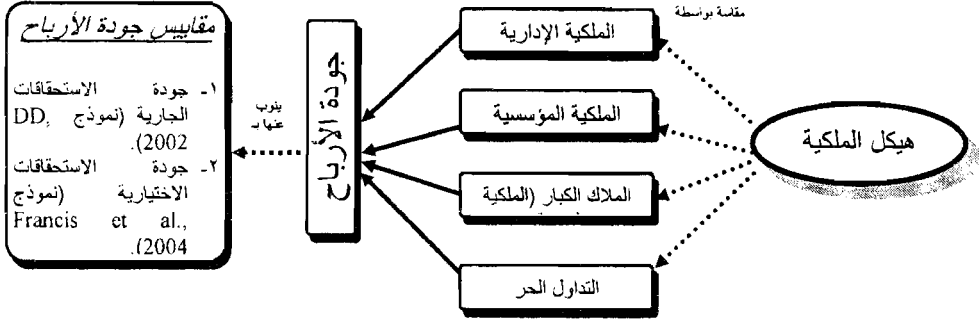 مقاسة بواسطة
هيكل الملكية
الملكية الإدارية
الملكية المؤسسية
الملاك الكبار (الملكية
التداول الحر
جودة الأرباح
ينوب
عنها بـ
مقاييس جودة الأرباح
١- جودة الاستحقاقات
الجارية (نموذج DD,
2002).
٢- جودة الاستحقاقات
الاختيارية (نموذج
Francis et al.,
2004).